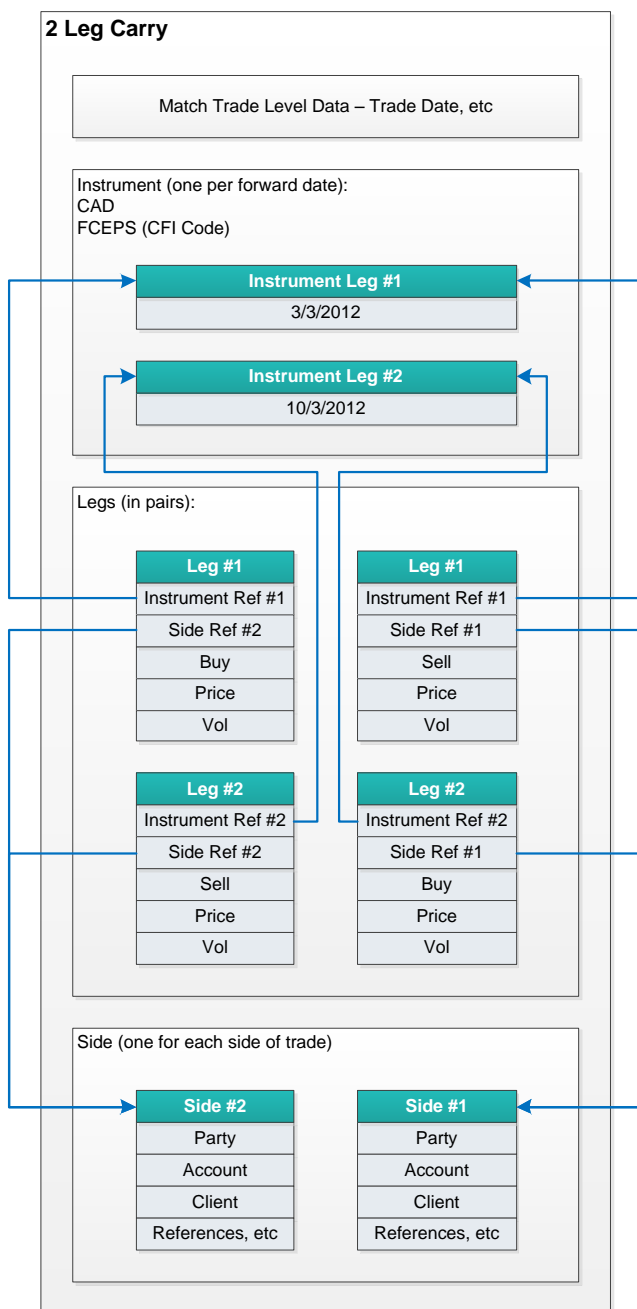 2 Leg Carry
Match Trade Level Data – Trade Date, etc
Instrument (one per forward date):
CAD
FCEPS (CFI Code)
Instrument Leg #1
3/3/2012
Instrument Leg #2
10/3/2012
Legs (in pairs):
Leg #1
Instrument Ref #1
Side Ref #2
Buy
Price
Vol
Leg #1
Instrument Ref #1
Side Ref #1
Sell
Price
Vol
Leg #2
Instrument Ref #2
Side Ref #2
Sell
Price
Vol
Leg #2
Instrument Ref #2
Side Ref #1
Buy
Price
Vol
Side (one for each side of trade)
Side #2
Party
Account
Client
References, etc
Side #1
Party
Account
Client
References, etc